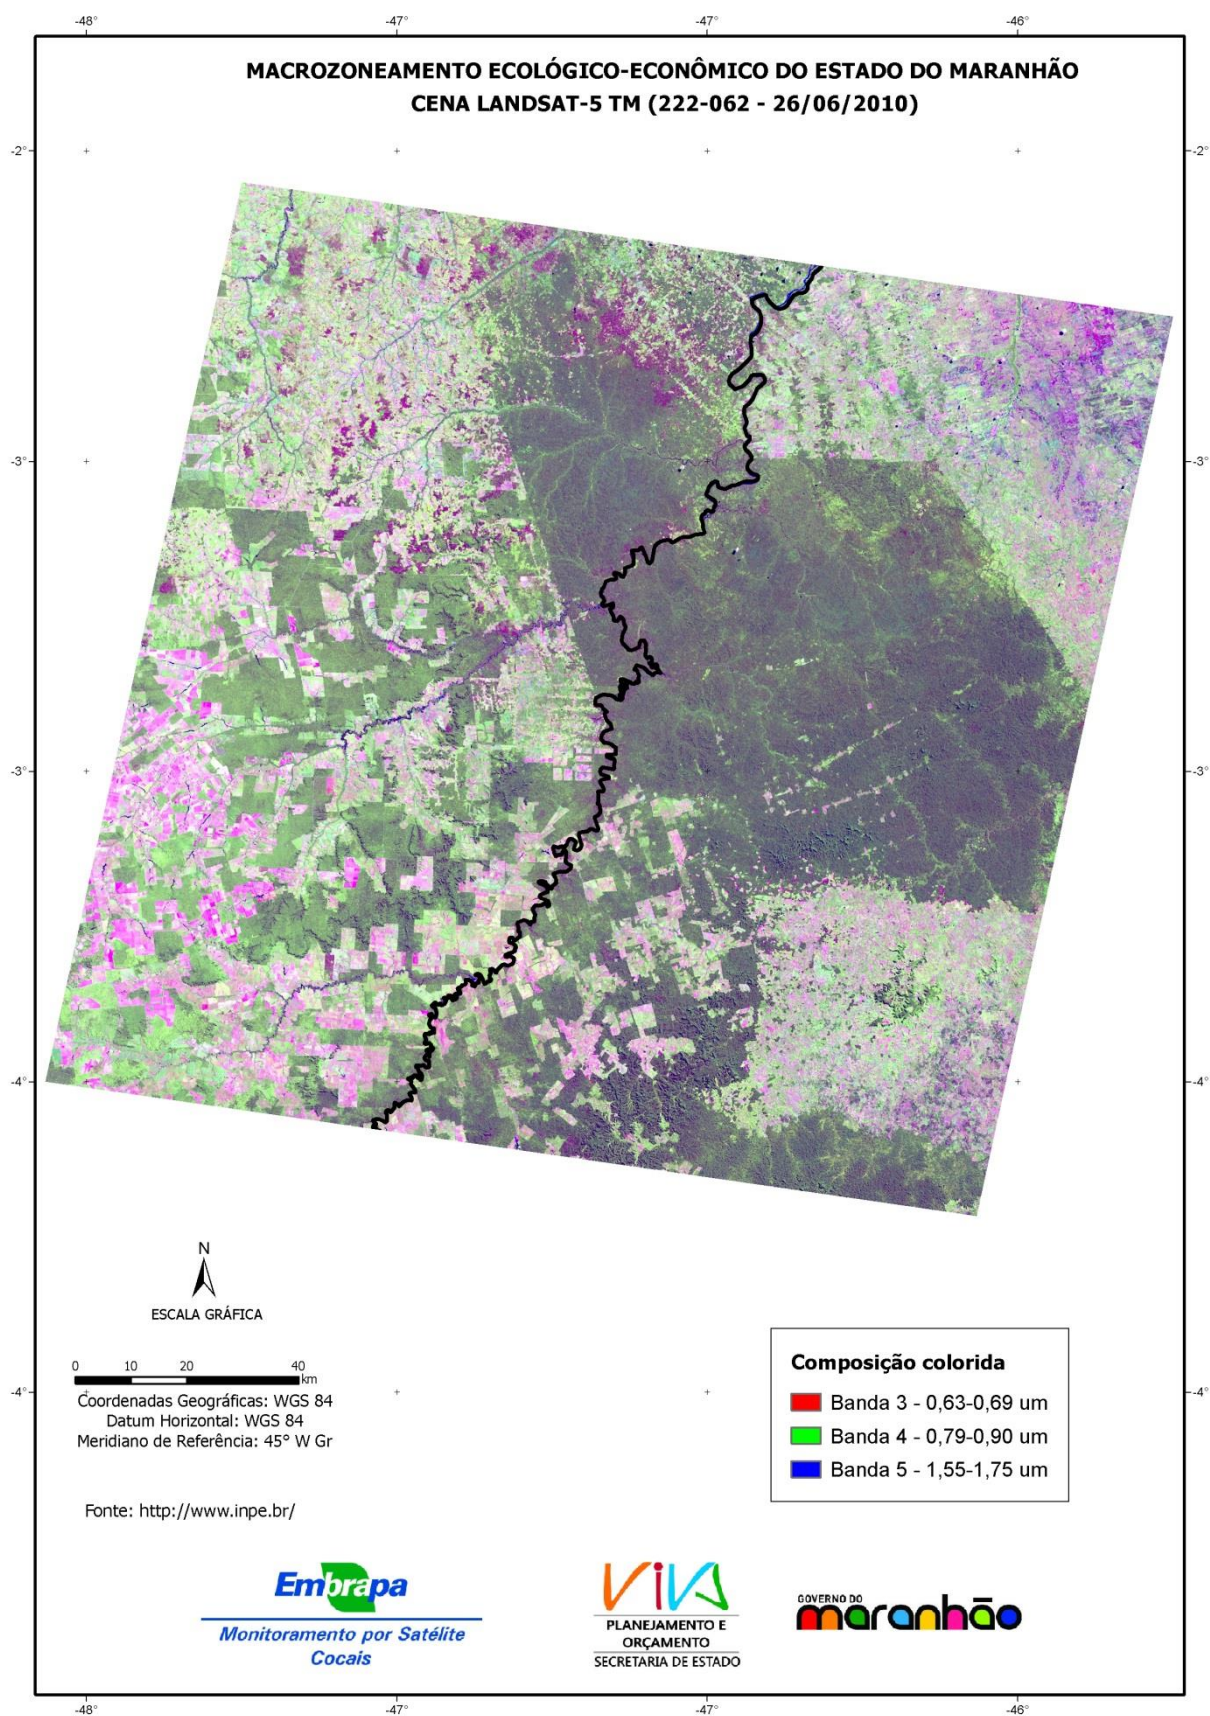 -48° -47° -47° -46°
MACROZONEAMENTO ECOLÓGICO-ECONÔMICO DO ESTADO DO MARANHÃO
CENA LANDSAT-5 TM (222-062 - 26/06/2010)
-2° -2°
-3° -3°
-3° -3°
-4° -4°
N
ESCALA GRÁFICA
0 10 20 40
km
-4° -4°
Coordenadas Geográficas: WGS 84
Datum Horizontal: WGS 84
Meridiano de Referência: 45° W Gr
Composição colorida
Banda 3 - 0,63-0,69 um
Banda 4 - 0,79-0,90 um
Banda 5 - 1,55-1,75 um
Fonte: http://www.inpe.br/
Embrapa
Monitoramento por Satélite
Cocais
VIVA
PLANEJAMENTO E
ORÇAMENTO
SECRETARIA DE ESTADO
GOVERNO DO
maranhão
-48° -47° -47° -46°